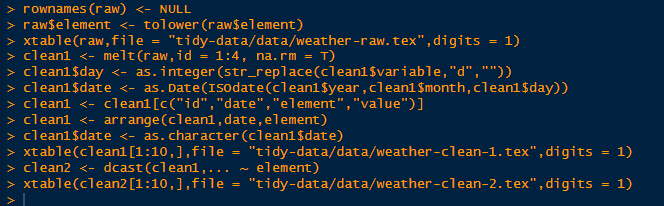 > rownames(raw) <- NULL
> raw$element <- tolower(raw$element)
> xtable(raw,file = "tidy-data/data/weather-raw.tex",digits = 1)
> clean1 <- melt(raw,id = 1:4, na.rm = T)
> clean1$day <- as.integer(str_replace(clean1$variable,"d",""))
> clean1$date <- as.Date(ISOdate(clean1$year,clean1$month,clean1$day))
> clean1 <- clean1[c("id","date","element","value")]
> clean1 <- arrange(clean1,date,element)
> clean1$date <- as.character(clean1$date)
> xtable(clean1[1:10,],file = "tidy-data/data/weather-clean-1.tex",digits = 1)
> clean2 <- dcast(clean1,... ~ element)
> xtable(clean2[1:10,],file = "tidy-data/data/weather-clean-2.tex",digits = 1)
>